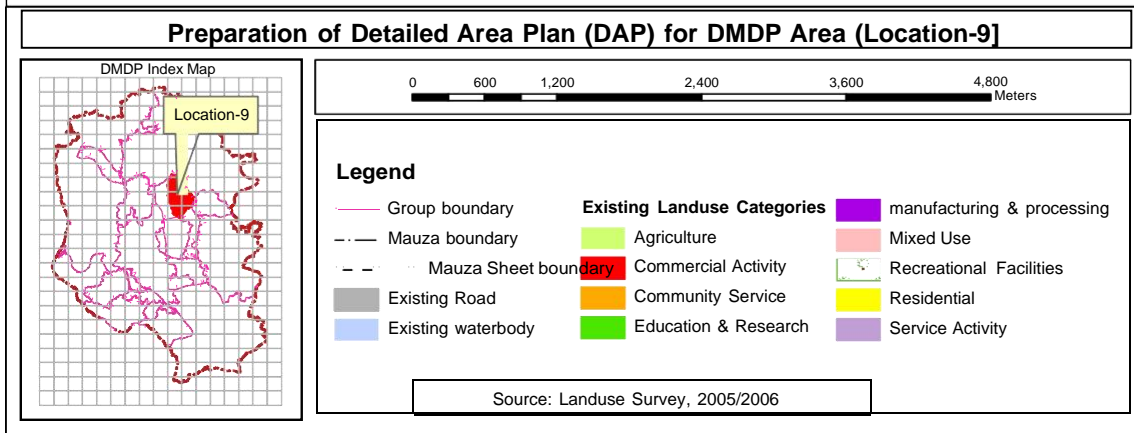 Preparation of Detailed Area Plan (DAP) for DMDP Area (Location-9]
DMDP Index Map
Location-9
0 600 1,200 2,400 3,600 4,800
Meters
Legend
Group boundary
Mauza boundary
Mauza Sheet boundary
Existing Road
Existing waterbody
Existing Landuse Categories
Agriculture
Commercial Activity
Community Service
Education & Research
manufacturing & processing
Mixed Use
Recreational Facilities
Residential
Service Activity
Source: Landuse Survey, 2005/2006